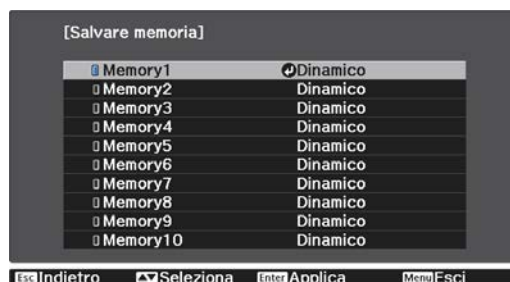 [Salvare memoria]
Memory1 Dinamico
Memory2 Dinamico
Memory3 Dinamico
Memory4 Dinamico
Memory5 Dinamico
Memory6 Dinamico
Memory7 Dinamico
Memory8 Dinamico
Memory9 Dinamico
Memory10 Dinamico
Esc Indietro Seleziona Enter Applica Menu Esci